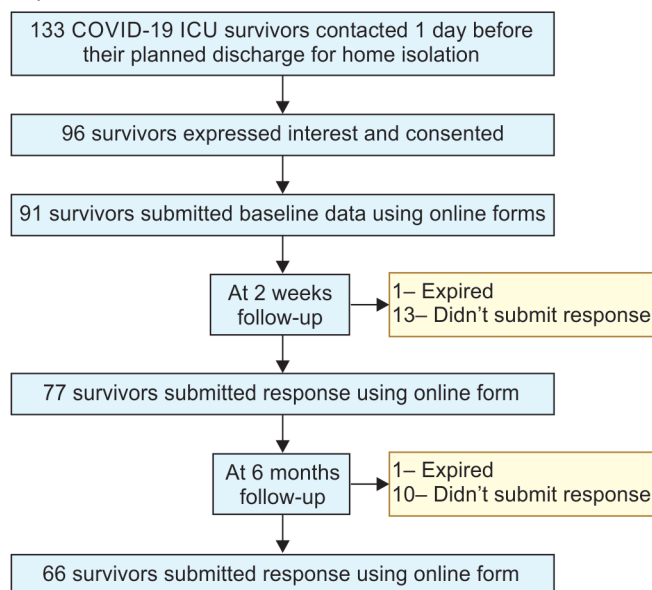 133 COVID-19 ICU survivors contacted 1 day before
their planned discharge for home isolation
96 survivors expressed interest and consented
91 survivors submitted baseline data using online forms
At 2 weeks
follow-up
1– Expired
13– Didn’t submit response
77 survivors submitted response using online form
At 6 months
follow-up
1– Expired
10– Didn’t submit response
66 survivors submitted response using online form